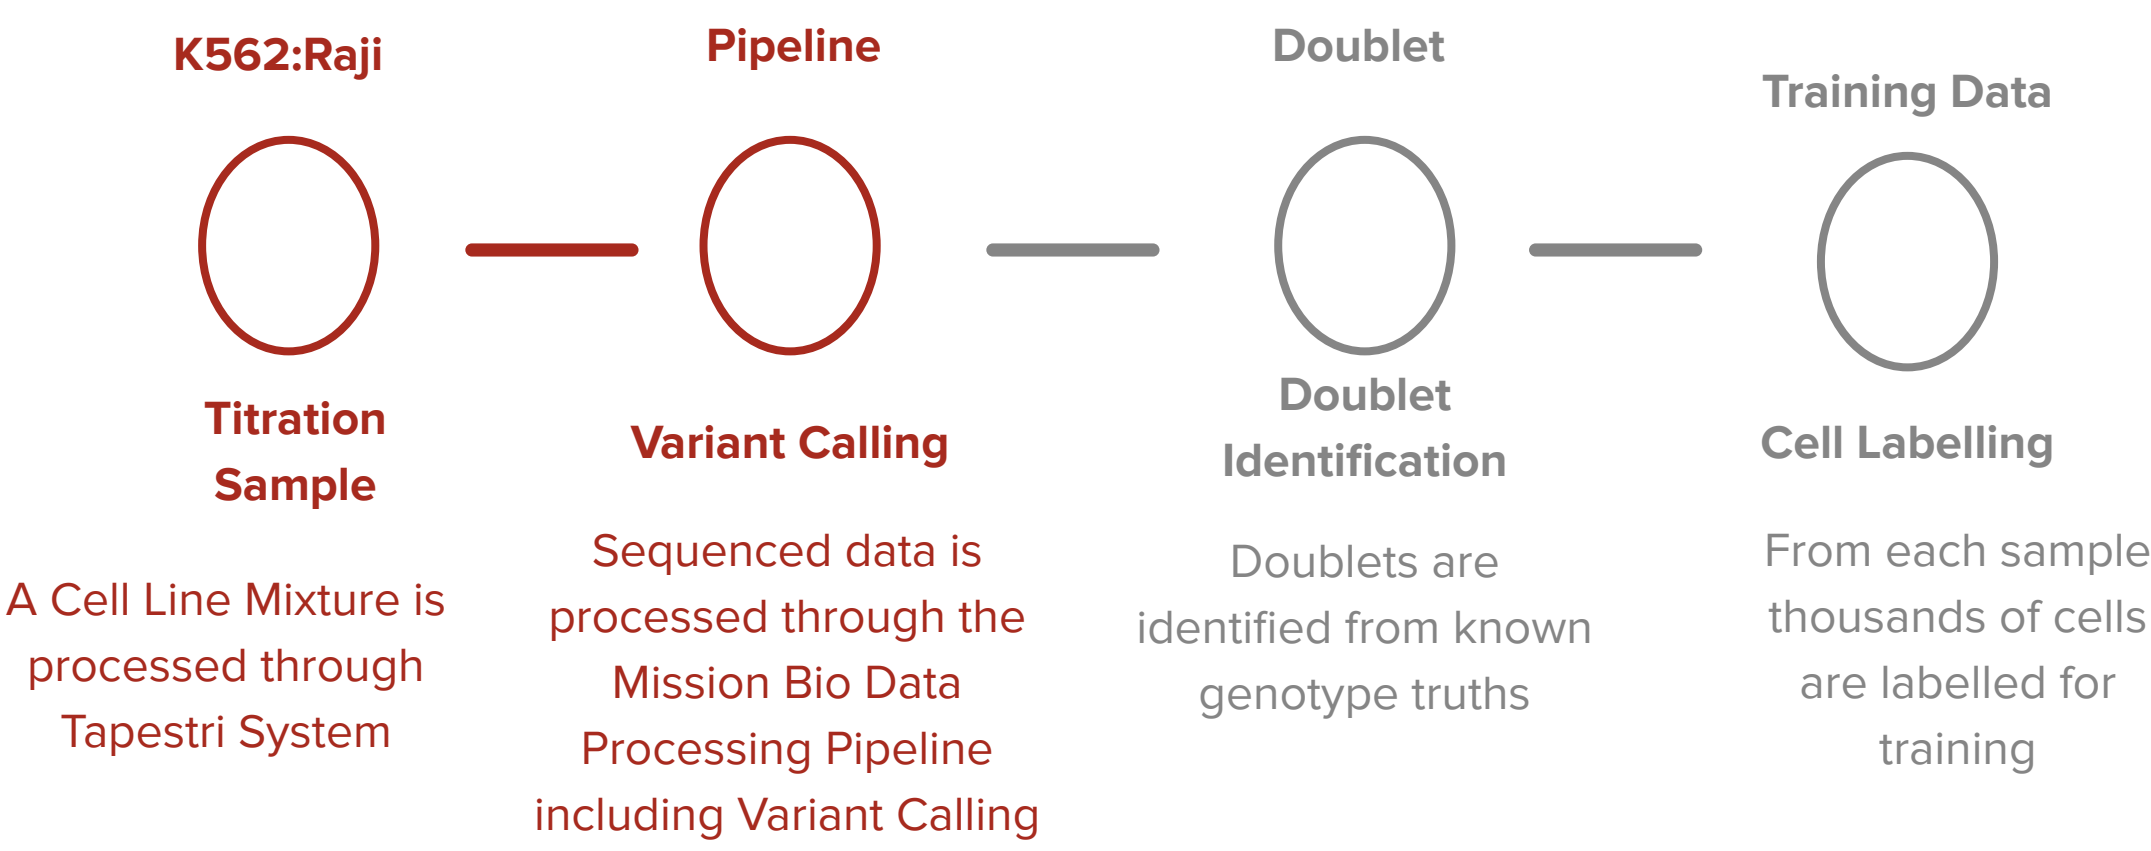 K562:Raji
Titration
Sample
A Cell Line Mixture is
processed through
Tapestri System
Pipeline
Variant Calling
Sequenced data is
processed through the
Mission Bio Data
Processing Pipeline
including Variant Calling
Doublet
Doublet
Identification
Doublets are
identified from known
genotype truths
Training Data
Cell Labelling
From each sample
thousands of cells
are labelled for
training